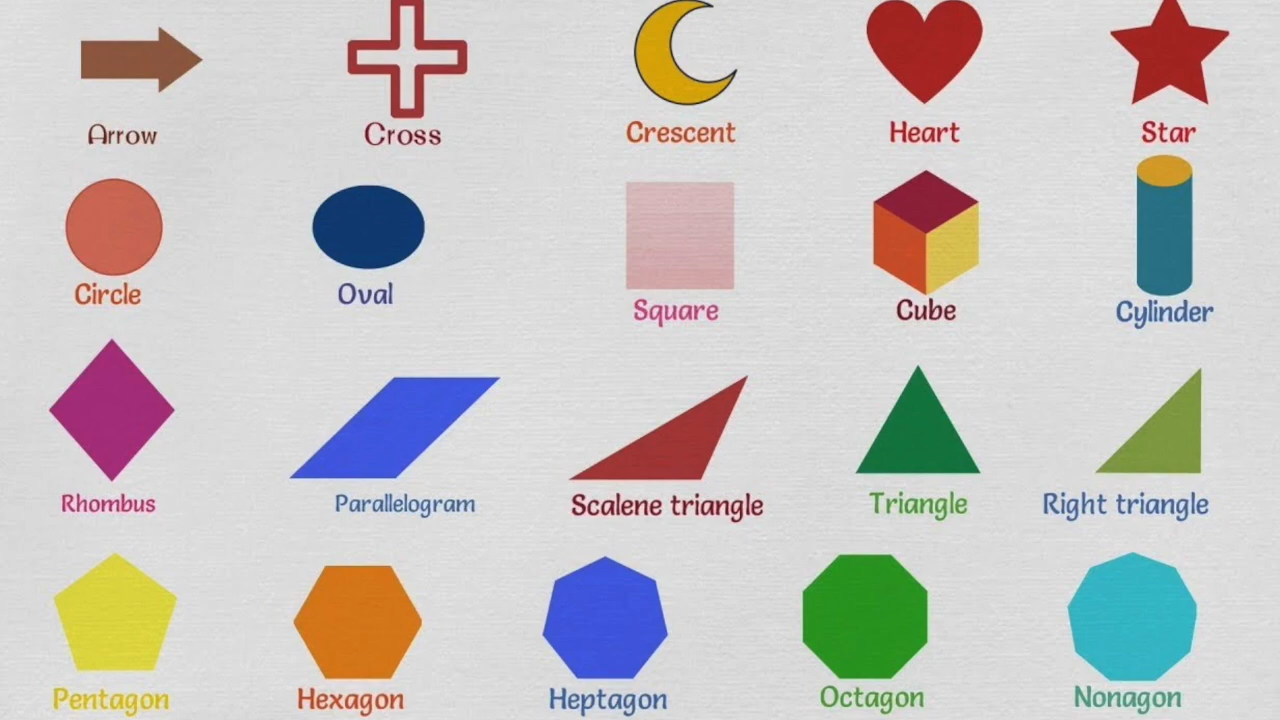 Arrow
Cross
Crescent
Heart
Star
Circle
Oval
Square
Cube
Cylinder
Rhombus
Parallelogram
Scalene triangle
Triangle
Right triangle
Pentagon
Hexagon
Heptagon
Octagon
Nonagon